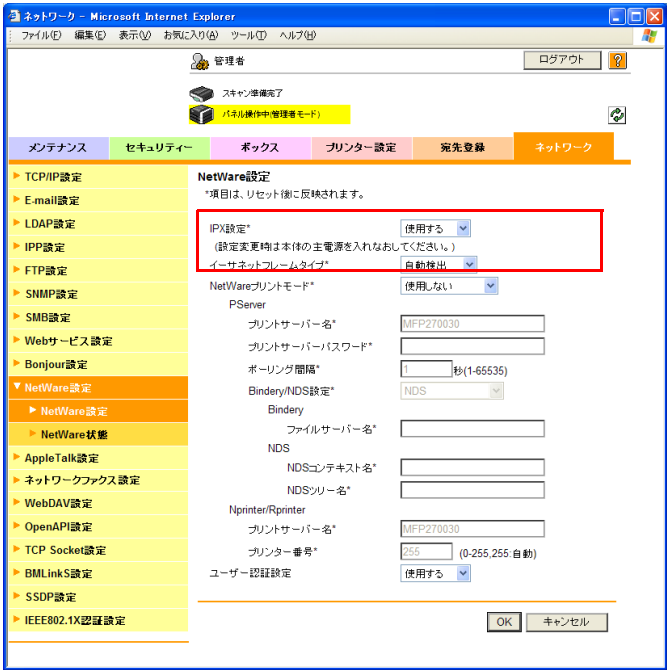 ネットワーク - Microsoft Internet Explorer
ファイル(F) 編集(E) 表示(V) お気に入り(A) ツール(T) ヘルプ(H)
管理者
ログアウト
?
スキャン準備完了
パネル操作中(管理者モード)
メンテナンス セキュリティー ボックス プリンター設定 宛先登録 ネットワーク
TCP/IP設定
E-mail設定
LDAP設定
IPP設定
FTP設定
SNMP設定
SMB設定
Webサービス設定
Bonjour設定
NetWare設定
NetWare設定
NetWare状態
AppleTalk設定
ネットワークファクス設定
WebDAV設定
OpenAPI設定
TCP Socket設定
BMLinkS設定
SSDP設定
IEEE802.1X認証設定
NetWare設定
*項目は、リセット後に反映されます。
IPX設定* 使用する
(設定変更時は本体の主電源を入れなおしてください。)
イーサネットフレームタイプ* 自動検出
NetWareプリントモード* 使用しない
PServer
プリントサーバー名* MFP270030
プリントサーバーパスワード*
ポーリング間隔* 1 秒(1-65535)
Bindery/NDS設定* NDS
Bindery
ファイルサーバー名*
NDS
NDSコンテキスト名*
NDSツリー名*
Nprinter/Rprinter
プリントサーバー名* MFP270030
プリンター番号* 255 (0-255,255:自動)
ユーザー認証設定 使用する
OK キャンセル